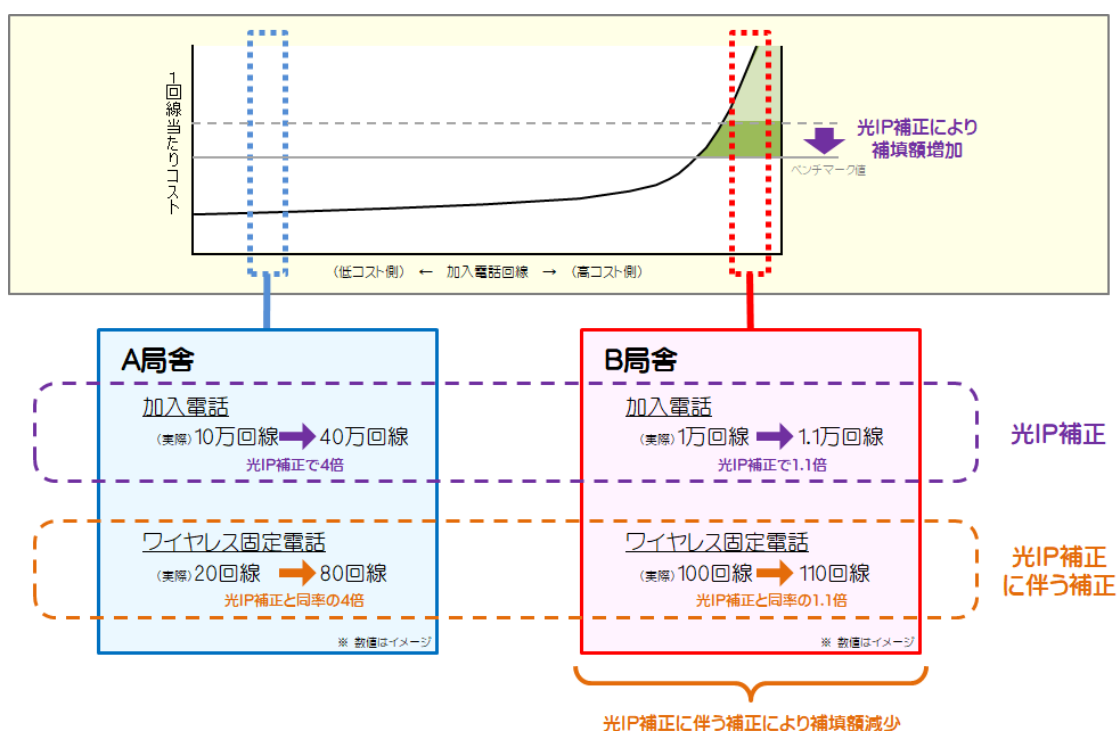 1回線当たりコスト
光IP補正により
補填額増加
ベンチマーク値
(低コスト側) ← 加入電話回線 → (高コスト側)
A局舎
加入電話
(実際)10万回線 40万回線
光IP補正で4倍
ワイヤレス固定電話
(実際)20回線 80回線
光IP補正と同率の4倍
※ 数値はイメージ
B局舎
加入電話
(実際)1万回線 1.1万回線
光IP補正で1.1倍
ワイヤレス固定電話
(実際)100回線 110回線
光IP補正と同率の1.1倍
※ 数値はイメージ
光IP補正
光IP補正
に伴う補正
光IP補正に伴う補正により補填額減少